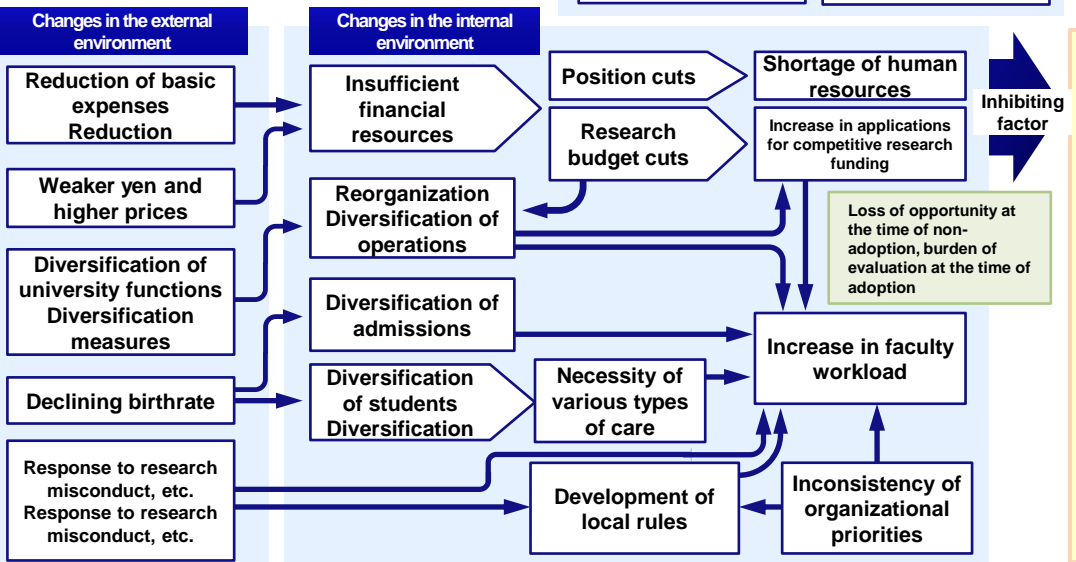 Changes in the external
environment
Changes in the internal
environment
Reduction of basic
expenses
Reduction
Weaker yen and
higher prices
Diversification of
university functions
Diversification
measures
Declining birthrate
Response to research
misconduct, etc.
Response to research
misconduct, etc.
Insufficient
financial
resources
Reorganization
Diversification of
operations
Diversification of
admissions
Diversification
of students
Diversification
Necessity of
various types
of care
Position cuts
Research
budget cuts
Shortage of human
resources
Increase in applications
for competitive research
funding
Inhibiting
factor
Loss of opportunity at
the time of non-
adoption, burden of
evaluation at the time of
adoption
Increase in faculty
workload
Development of
local rules
Inconsistency of
organizational
priorities